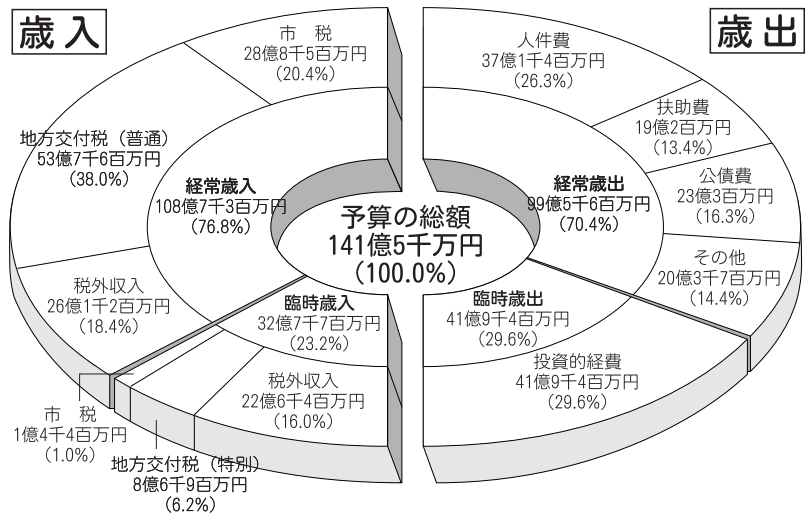 歳入
市　税
28億8千5百万円
(20.4%)
地方交付税（普通）
53億7千6百万円
(38.0%)
経常歳入
108億7千3百万円
(76.8%)
税外収入
26億1千2百万円
(18.4%)
臨時歳入
32億7千7百万円
(23.2%)
税外収入
22億6千4百万円
(16.0%)
市　税
1億4千4百万円
(1.0%)
地方交付税（特別）
8億6千9百万円
(6.2%)
予算の総額
141億5千万円
(100.0%)
歳出
人件費
37億1千4百万円
(26.3%)
扶助費
19億2百万円
(13.4%)
公債費
23億3百万円
(16.3%)
経常歳出
99億5千6百万円
(70.4%)
その他
20億3千7百万円
(14.4%)
臨時歳出
41億9千4百万円
(29.6%)
投資的経費
41億9千4百万円
(29.6%)